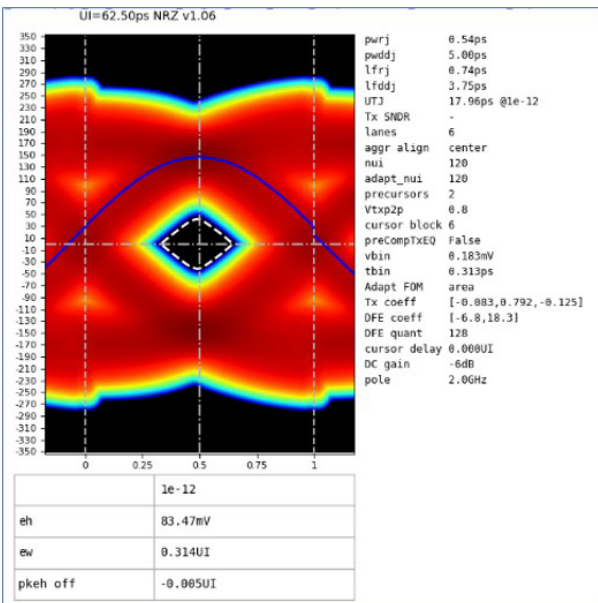 UI=62.50ps NRZ v1.06
350
330
310
290
270
250
230
210
190
170
150
130
110
90
70
50
30
10
-10
-30
-50
-70
-90
-110
-130
-150
-170
-190
-210
-230
-250
-270
-290
-310
-330
-350
0 0.25 0.5 0.75 1
pwrj 0.54ps
pwddj 5.00ps
lfrj 0.74ps
lfddj 3.75ps
UTJ 17.96ps @1e-12
Tx SNDR -
lanes 6
aggr align center
nui 120
adapt_nui 120
precursors 2
Vtxp2p 0.8
cursor block 6
preCompTxEQ False
vbin 0.183mV
tbin 0.313ps
Adapt FOM area
Tx coeff [-0.083,0.792,-0.125]
DFE coeff [-6.8,18.3]
DFE quant 128
cursor delay 0.000UI
DC gain -6dB
pole 2.0GHz
1e-12
eh 83.47mV
ew 0.314UI
pkeh off -0.005UI